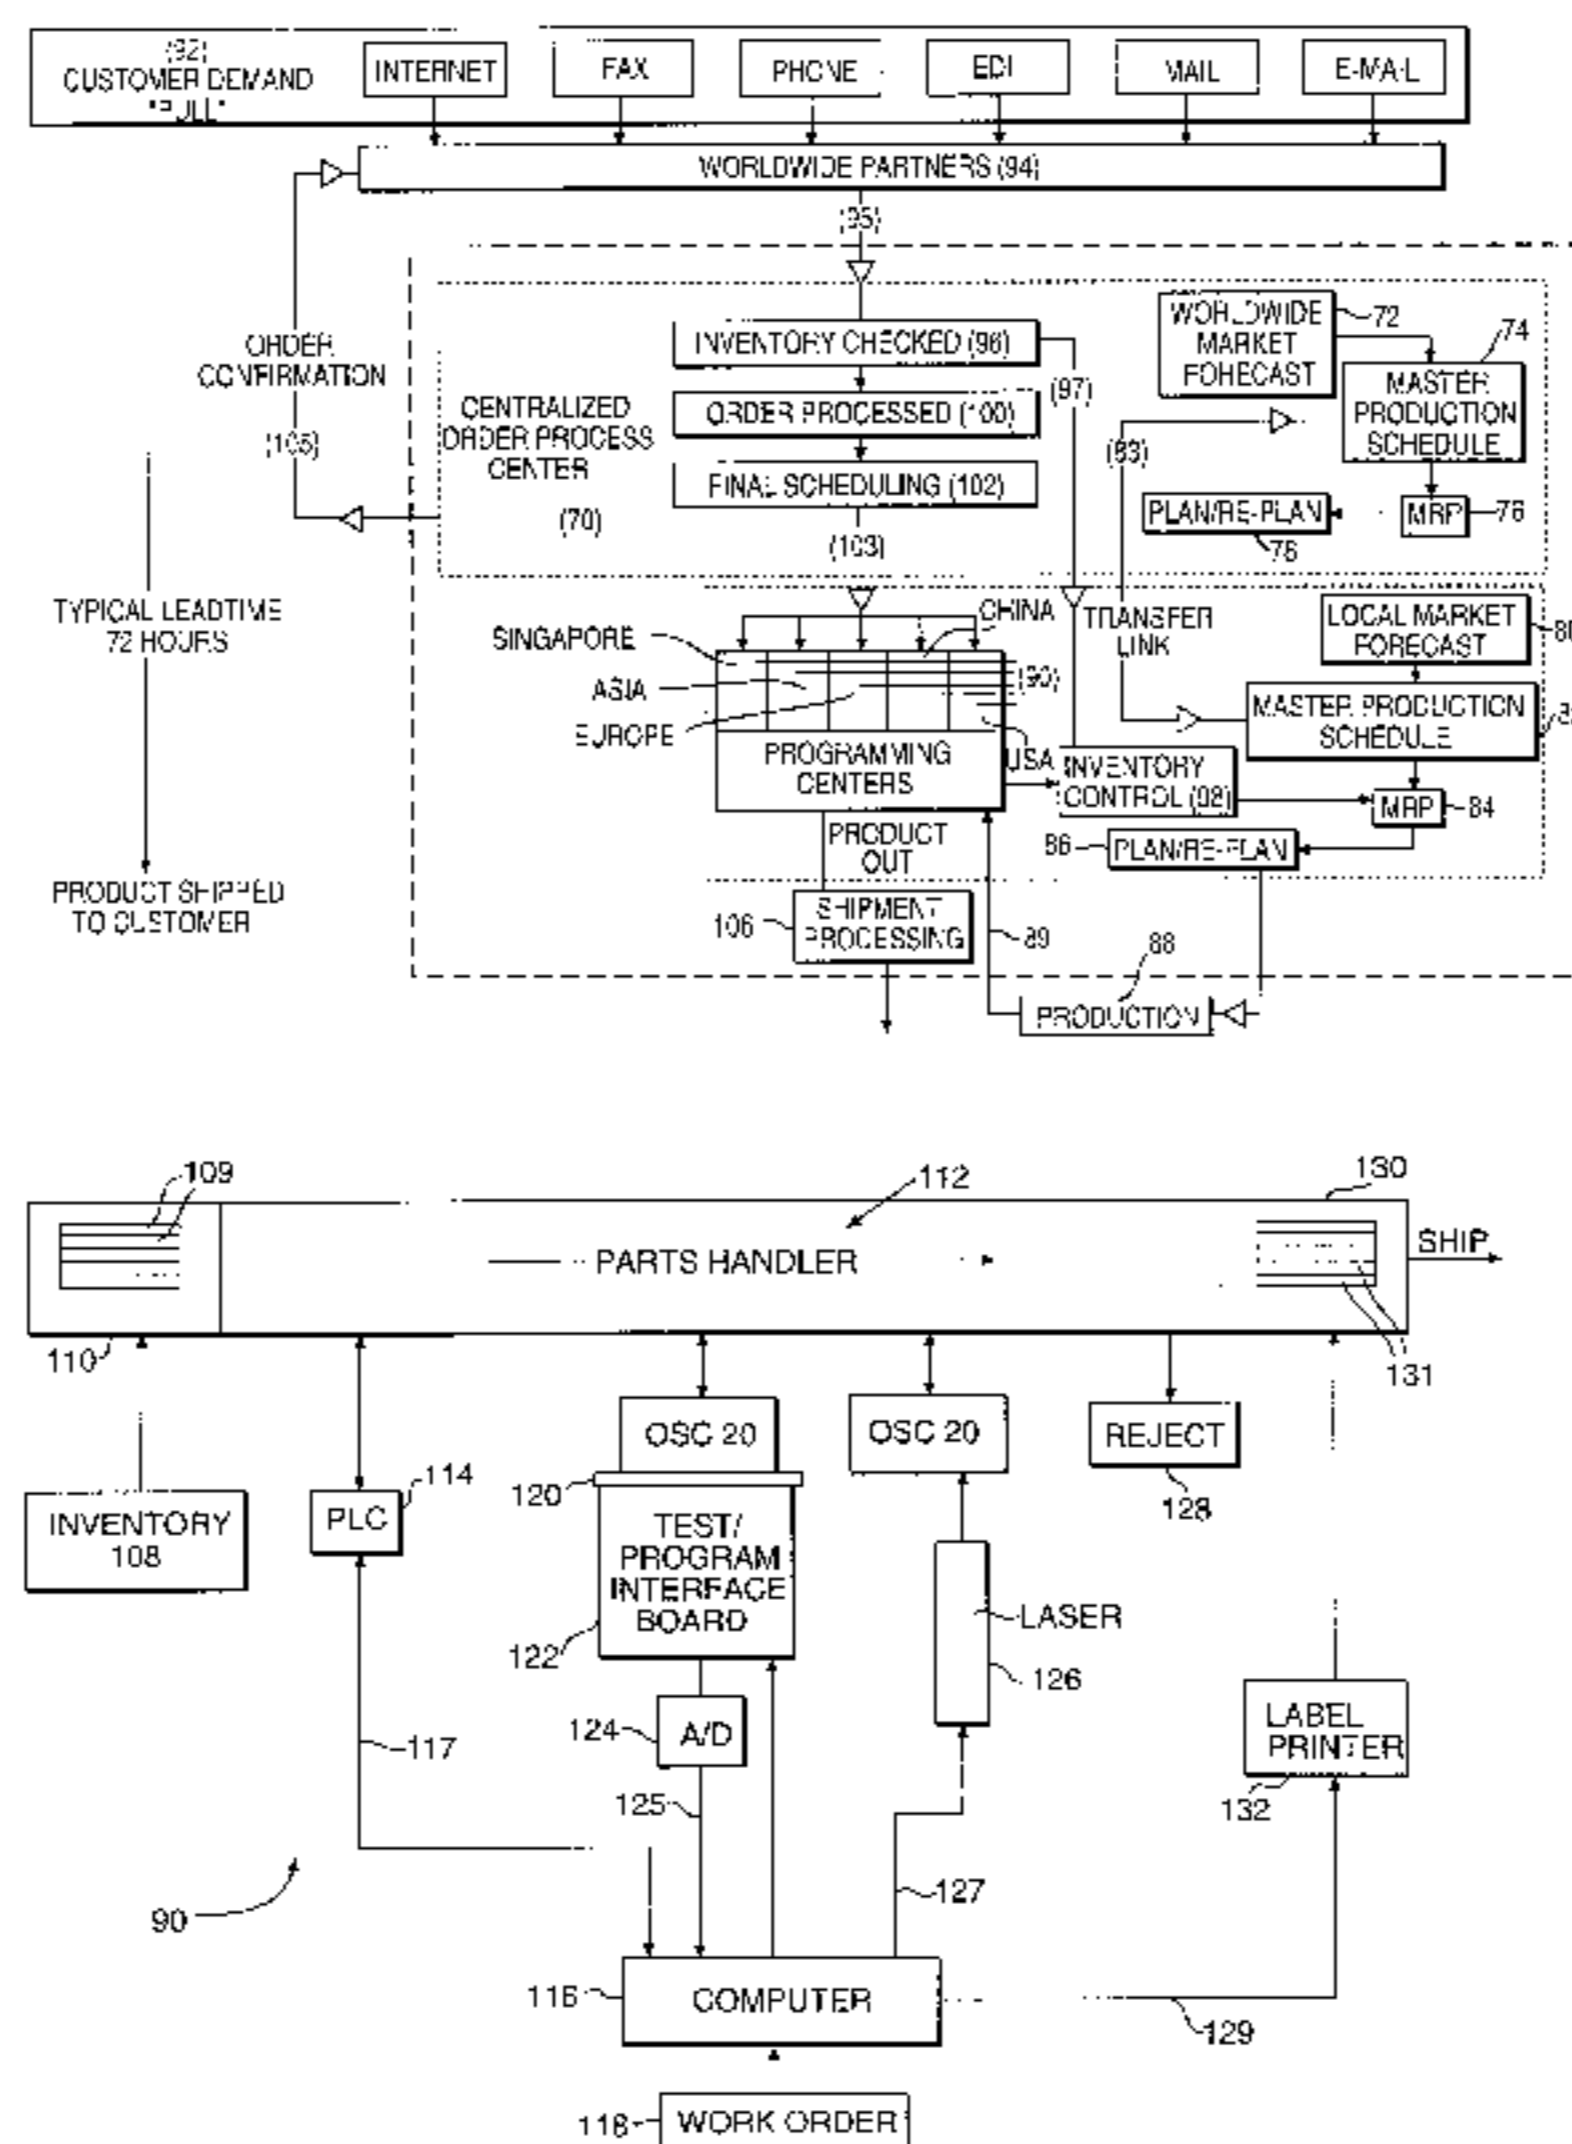 (92)
CUSTOMER DEMAND
"PULL"
INTERNET
FAX
PHONE
EDI
MAIL
E-MAIL
WORLDWIDE PARTNERS (94)
(95)
ORDER
CONFIRMATION
(105)
CENTRALIZED
ORDER PROCESS
CENTER
(70)
INVENTORY CHECKED (96)
ORDER PROCESSED (100)
FINAL SCHEDULING (102)
(103)
(97)
WORLDWIDE
MARKET
FORECAST
72
74
MASTER
PRODUCTION
SCHEDULE
(83)
PLAN/RE-PLAN
MRP
76
78
TYPICAL LEADTIME
72 HOURS
PRODUCT SHIPPED
TO CUSTOMER
SINGAPORE
ASIA
EUROPE
CHINA
(90)
USA
PROGRAMMING
CENTERS
TRANSFER
LINK
LOCAL MARKET
FORECAST
MASTER PRODUCTION
SCHEDULE
INVENTORY
CONTROL (98)
MRP
84
86
PLAN/RE-PLAN
PRODUCT
OUT
106
SHIPMENT
PROCESSING
89
88
PRODUCTION
109
112
130
PARTS HANDLER
SHIP
110
131
OSC 20
OSC 20
REJECT
128
INVENTORY
108
PLC
114
120
TEST/
PROGRAM
INTERFACE
BOARD
122
LASER
126
124
A/D
117
125
LABEL
PRINTER
132
127
90
116
COMPUTER
129
118
WORK ORDER